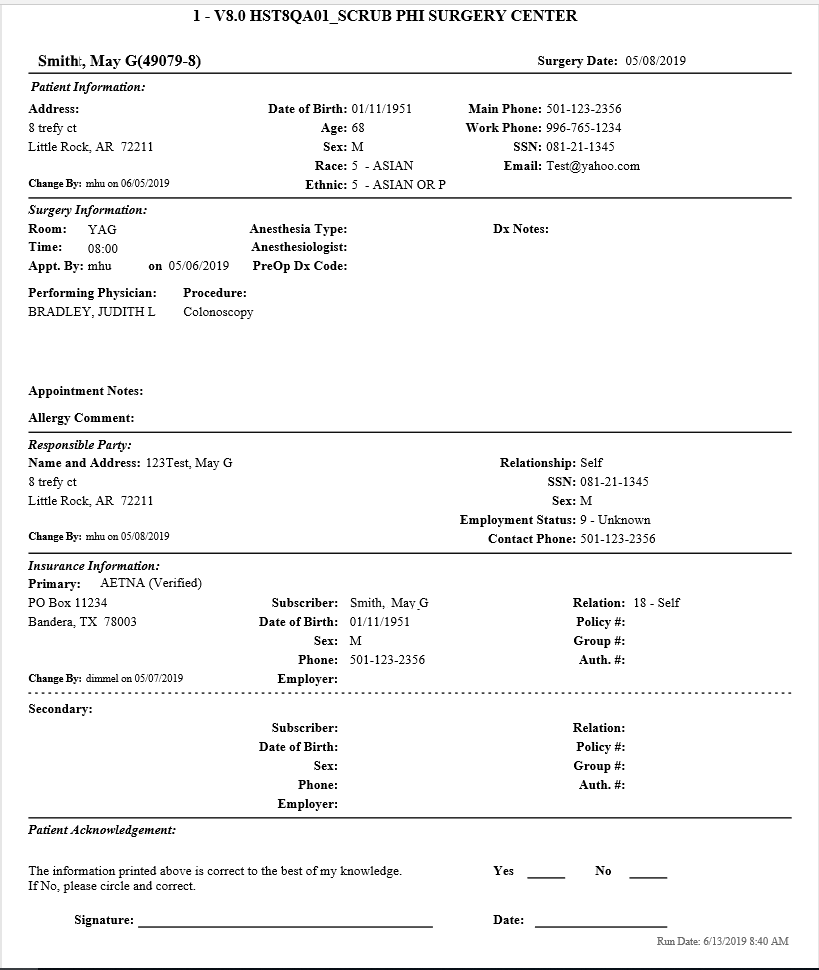 1 - V8.0 HST8QA01_SCRUB PHI SURGERY CENTER
Smith, May G(49079-8) Surgery Date: 05/08/2019
Patient Information:
Address: Date of Birth: 01/11/1951 Main Phone: 501-123-2356
8 trefy ct Age: 68 Work Phone: 996-765-1234
Little Rock, AR 72211 Sex: M SSN: 081-21-1345
Race: 5 - ASIAN Email: Test@yahoo.com
Change By: mhu on 06/05/2019 Ethnic: 5 - ASIAN OR P
Surgery Information:
Room: YAG Anesthesia Type: Dx Notes:
Time: 08:00 Anesthesiologist:
Appt. By: mhu on 05/06/2019 PreOp Dx Code:
Performing Physician: Procedure:
BRADLEY, JUDITH L Colonoscopy
Appointment Notes:
Allergy Comment:
Responsible Party:
Name and Address: 123Test, May G Relationship: Self
8 trefy ct SSN: 081-21-1345
Little Rock, AR 72211 Sex: M
Employment Status: 9 - Unknown
Change By: mhu on 05/08/2019 Contact Phone: 501-123-2356
Insurance Information:
Primary: AETNA (Verified)
PO Box 11234 Subscriber: Smith, May G Relation: 18 - Self
Bandera, TX 78003 Date of Birth: 01/11/1951 Policy #:
Sex: M Group #:
Phone: 501-123-2356 Auth. #:
Change By: dimmel on 05/07/2019 Employer:
Secondary:
Subscriber: Relation:
Date of Birth: Policy #:
Sex: Group #:
Phone: Auth. #:
Employer:
Patient Acknowledgement:
The information printed above is correct to the best of my knowledge. Yes No
If No, please circle and correct.
Signature: Date:
Run Date: 6/13/2019 8:40 AM